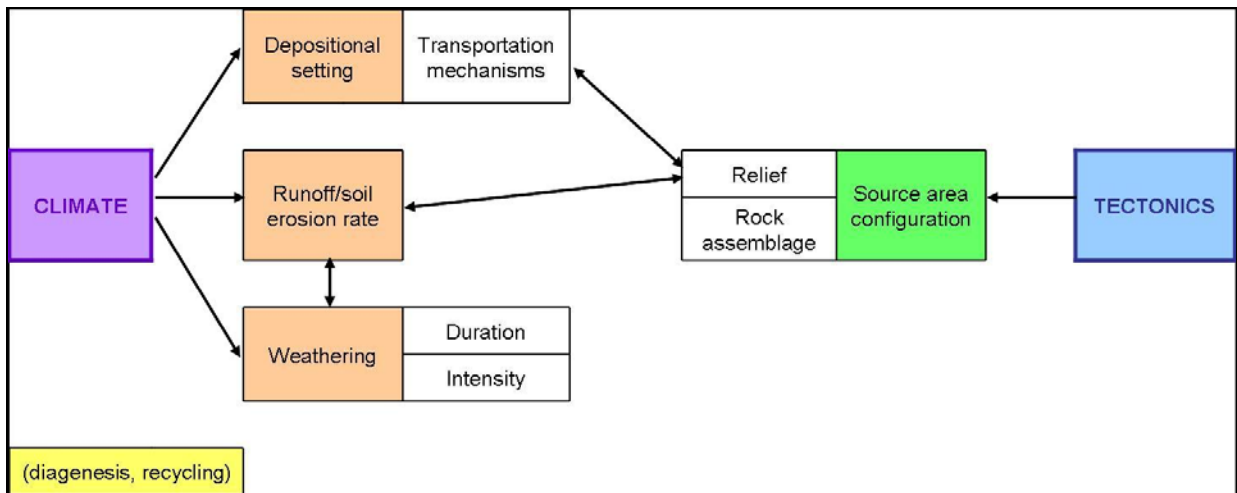 Depositional
setting
Transportation
mechanisms
CLIMATE
Runoff/soil
erosion rate
Relief
Rock
assemblage
Source area
configuration
TECTONICS
Weathering
Duration
Intensity
(diagenesis, recycling)